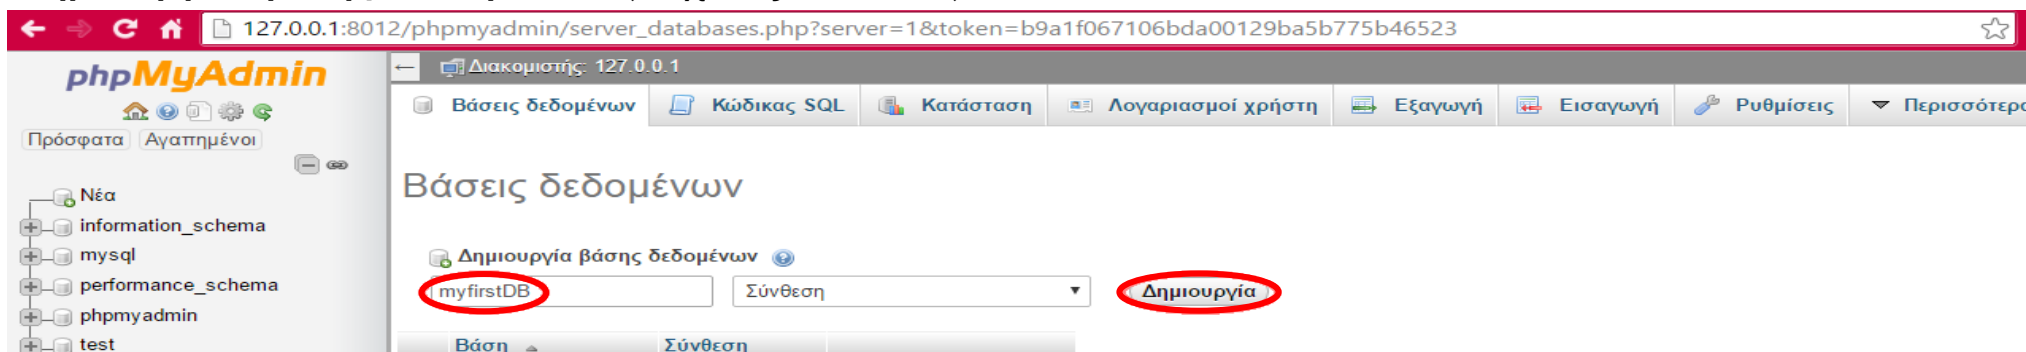 127.0.0.1:8012/phpmyadmin/server_databases.php?server=1&token=b9a1f067106bda00129ba5b775b46523
phpMyAdmin
Πρόσφατα Αγαπημένοι
Νέα
information_schema
mysql
performance_schema
phpmyadmin
test
Διακομιστής: 127.0.0.1
Βάσεις δεδομένων Κώδικας SQL Κατάσταση Λογαριασμοί χρήστη Εξαγωγή Εισαγωγή Ρυθμίσεις Περισσότερα
Βάσεις δεδομένων
Δημιουργία βάσης δεδομένων
myfirstDB Σύνθεση Δημιουργία
Βάση Σύνθεση